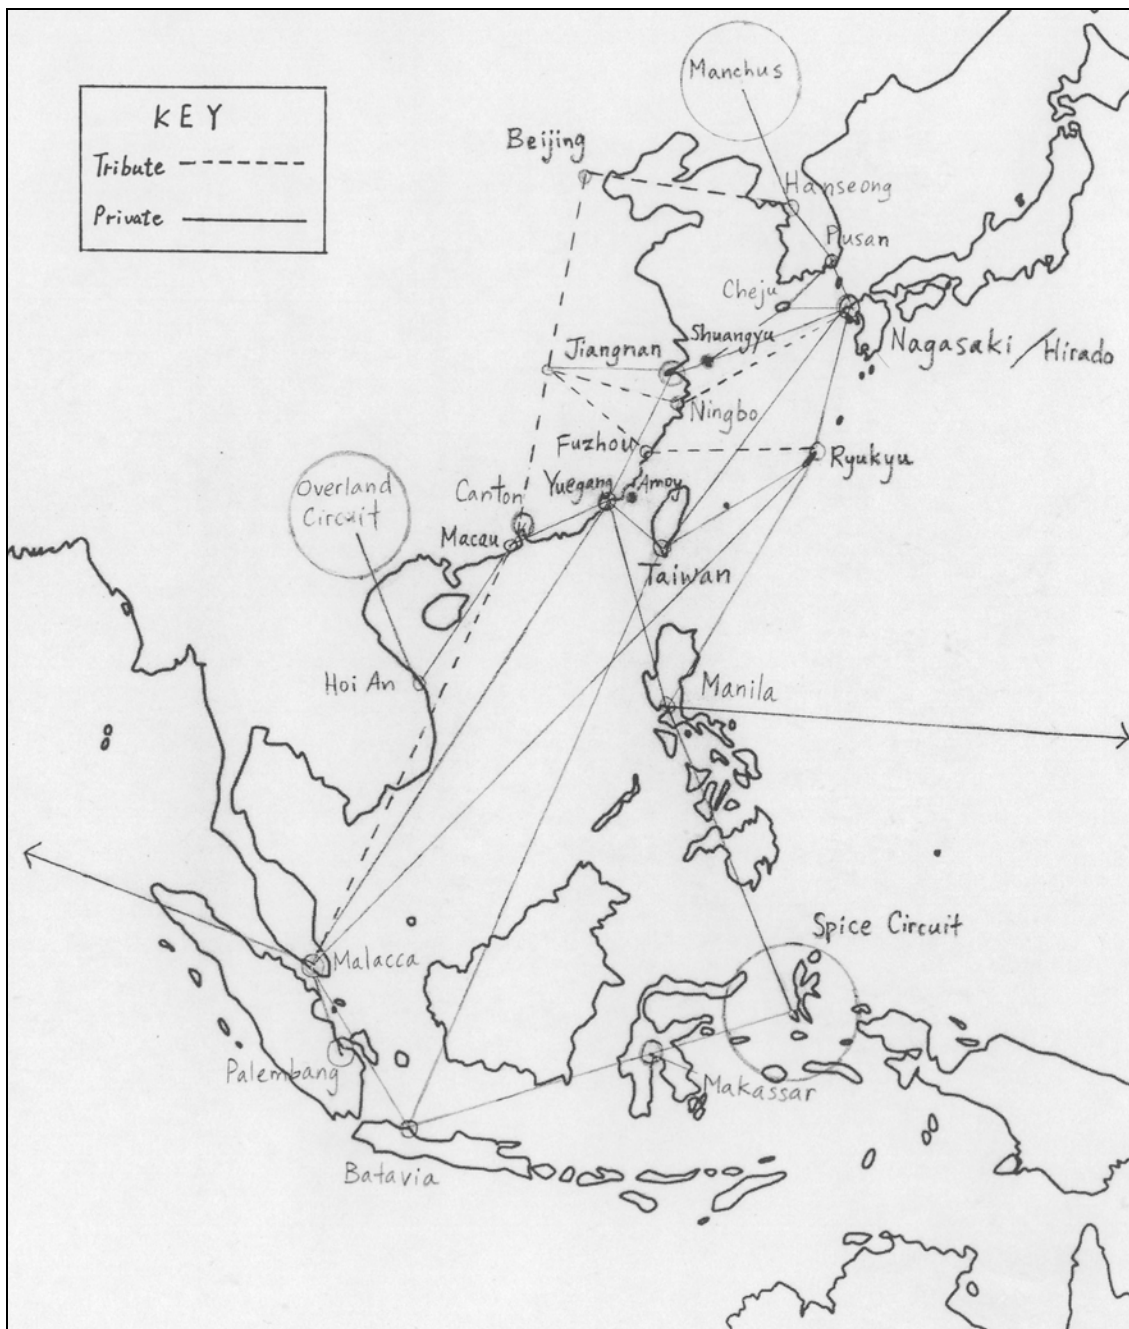 Manchus
KEY
Tribute
Private
Beijing
Hanseong
Pusan
Cheju
Shuangyu
Jiangnan
Nagasaki / Hirado
Ningbo
Fuzhou
Ryukyu
Overland
Circuit
Canton
Yuegang
Amoy
Macau
Taiwan
Hoi An
Manila
Spice Circuit
Malacca
Palembang
Makassar
Batavia